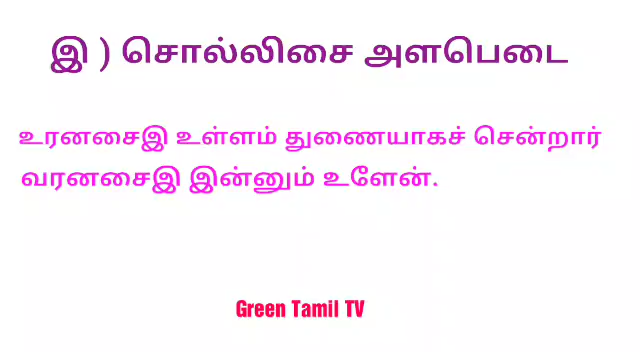 இ ) சொல்லிசை அளபெடை
உரனசைஇ உள்ளம் துணையாகச் சென்றார்
வரனசைஇ இன்னும் உளேன்.
Green Tamil TV